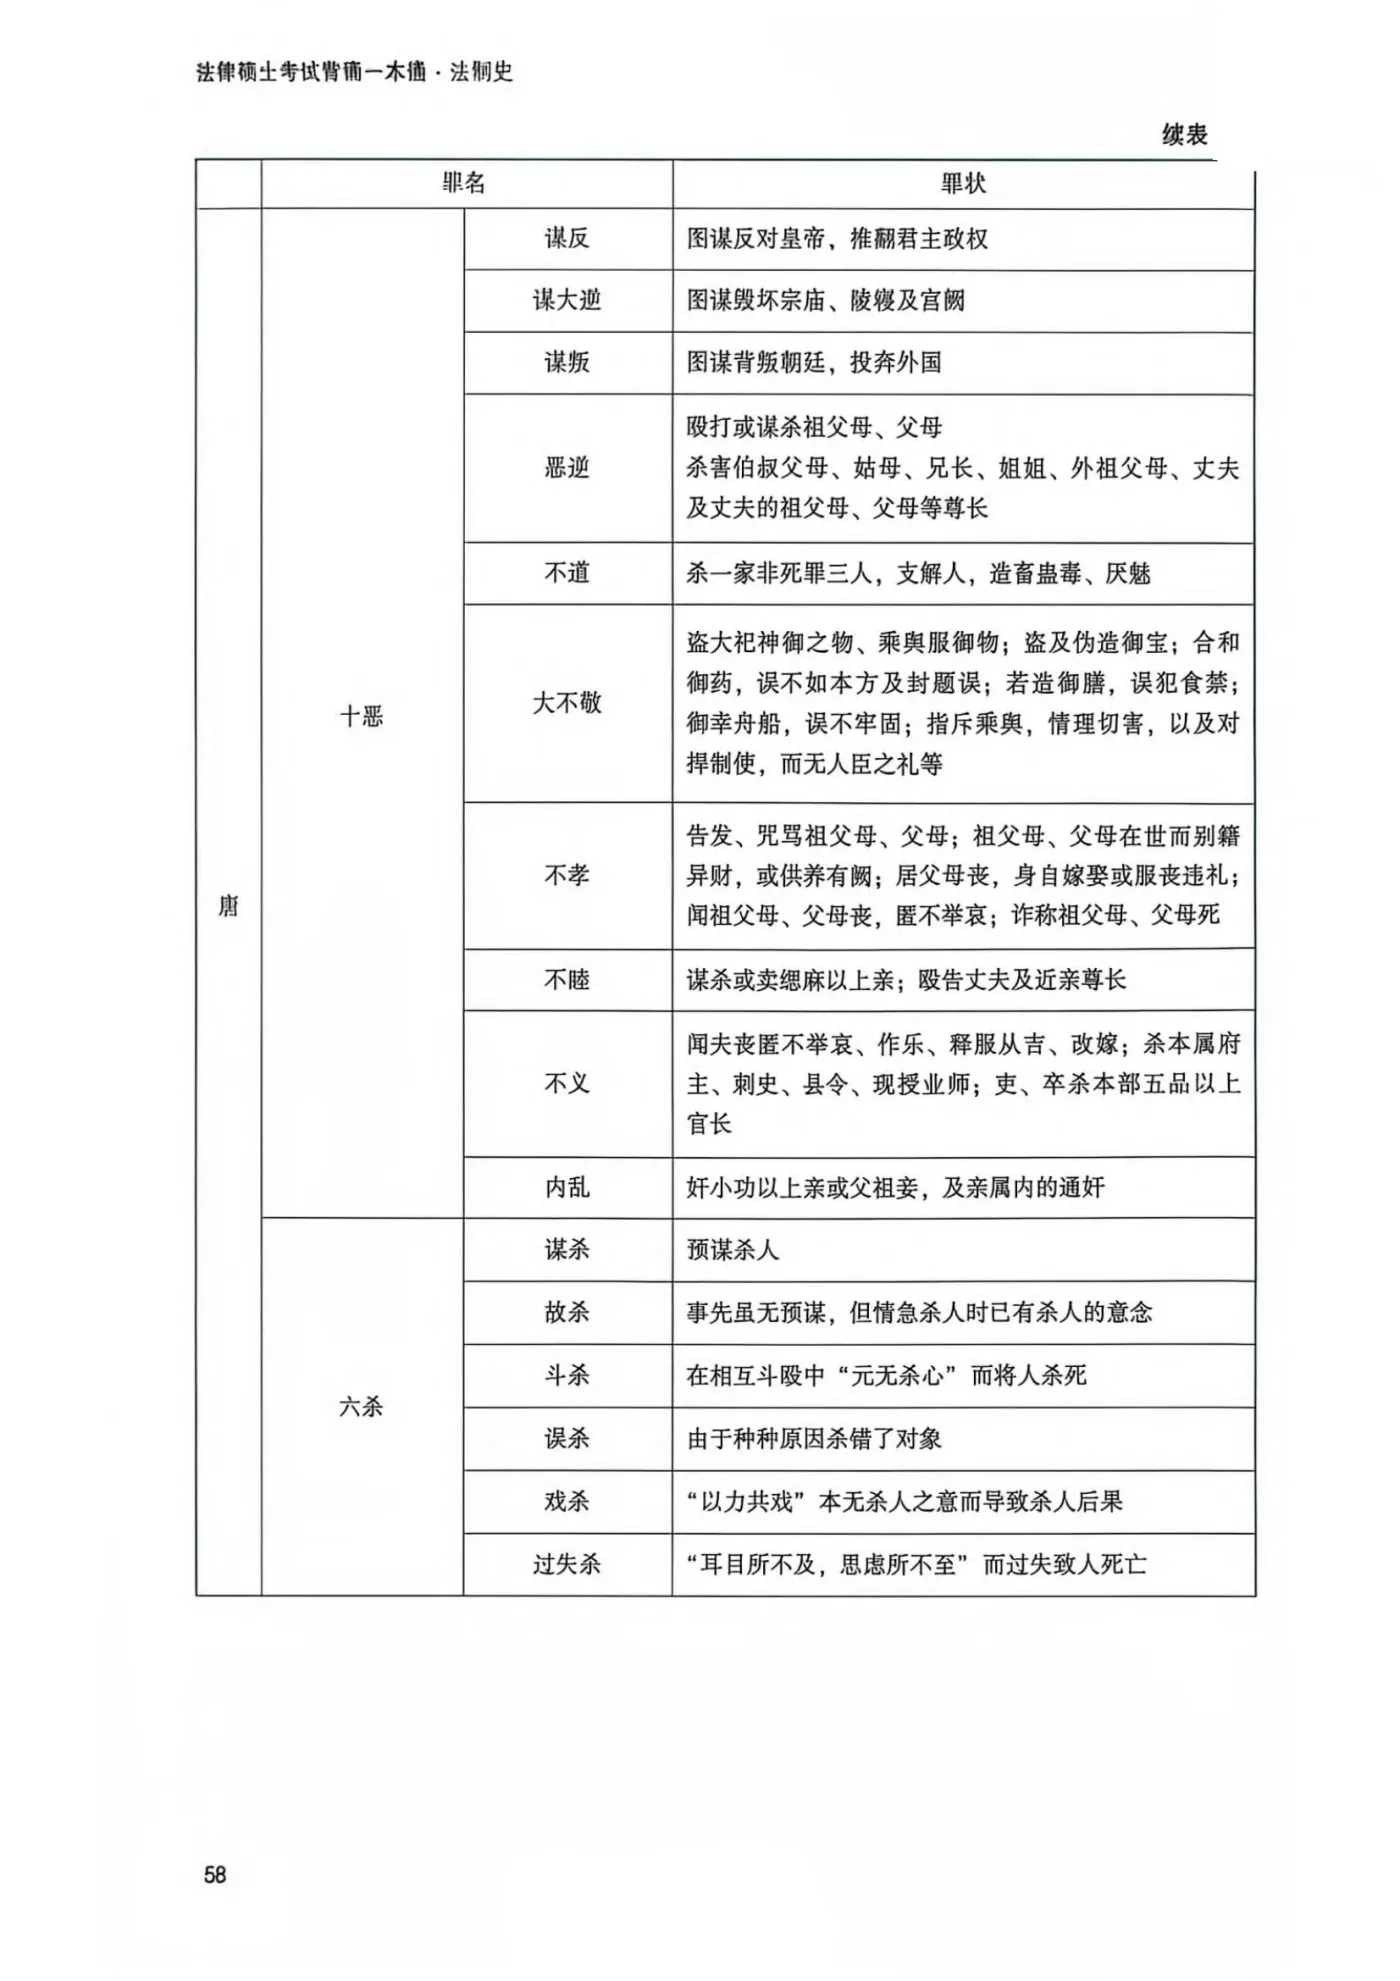 法律硕士考试背诵一本通·法制史
续表
罪名
罪状
唐
十恶
谋反
图谋反对皇帝，推翻君主政权
谋大逆
图谋毁坏宗庙、陵寝及宫阙
谋叛
图谋背叛朝廷，投奔外国
恶逆
殴打或谋杀祖父母、父母
杀害伯叔父母、姑母、兄长、姐姐、外祖父母、丈夫
及丈夫的祖父母、父母等尊长
不道
杀一家非死罪三人，支解人，造畜蛊毒、厌魅
大不敬
盗大祀神御之物、乘舆服御物；盗及伪造御宝；合和
御药，误不如本方及封题误；若造御膳，误犯食禁；
御幸舟船，误不牢固；指斥乘舆，情理切害，以及对
捍制使，而无人臣之礼等
不孝
告发、咒骂祖父母、父母；祖父母、父母在世而别籍
异财，或供养有阙；居父母丧，身自嫁娶或服丧违礼；
闻祖父母、父母丧，匿不举哀；诈称祖父母、父母死
不睦
谋杀或卖缌麻以上亲；殴告丈夫及近亲尊长
不义
闻夫丧匿不举哀、作乐、释服从吉、改嫁；杀本属府
主、刺史、县令、现授业师；吏、卒杀本部五品以上
官长
内乱
奸小功以上亲或父祖妾，及亲属内的通奸
六杀
谋杀
预谋杀人
故杀
事先虽无预谋，但情急杀人时已有杀人的意念
斗杀
在相互斗殴中“元无杀心”而将人杀死
误杀
由于种种原因杀错了对象
戏杀
“以力共戏”本无杀人之意而导致杀人后果
过失杀
“耳目所不及，思虑所不至”而过失致人死亡
58